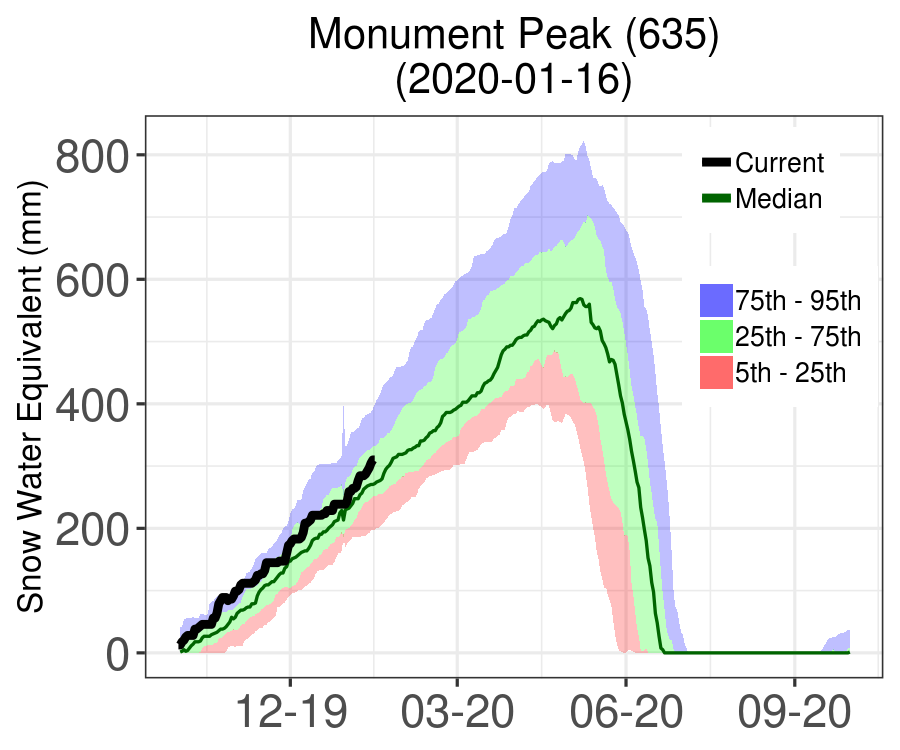 Monument Peak (635)
(2020-01-16)
Snow Water Equivalent (mm)
800
600
400
200
0
Current
Median
75th - 95th
25th - 75th
5th - 25th
12-19 03-20 06-20 09-20